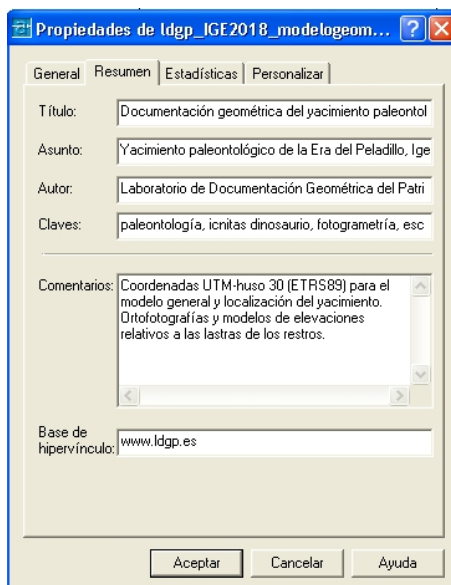 Propiedades de ldgp_IGE2018_modelogeom...
General Resumen Estadísticas Personalizar
Título: Documentación geométrica del yacimiento paleontol
Asunto: Yacimiento paleontológico de la Era del Peladillo, Ige
Autor: Laboratorio de Documentación Geométrica del Patri
Claves: paleontología, icnitas dinosaurio, fotogrametría, esc
Comentarios: Coordenadas UTM-huso 30 (ETRS89) para el
modelo general y localización del yacimiento.
Ortofotografías y modelos de elevaciones
relativos a las lastras de los restros.
Base de
hipervínculo: www.ldgp.es
Aceptar Cancelar Ayuda